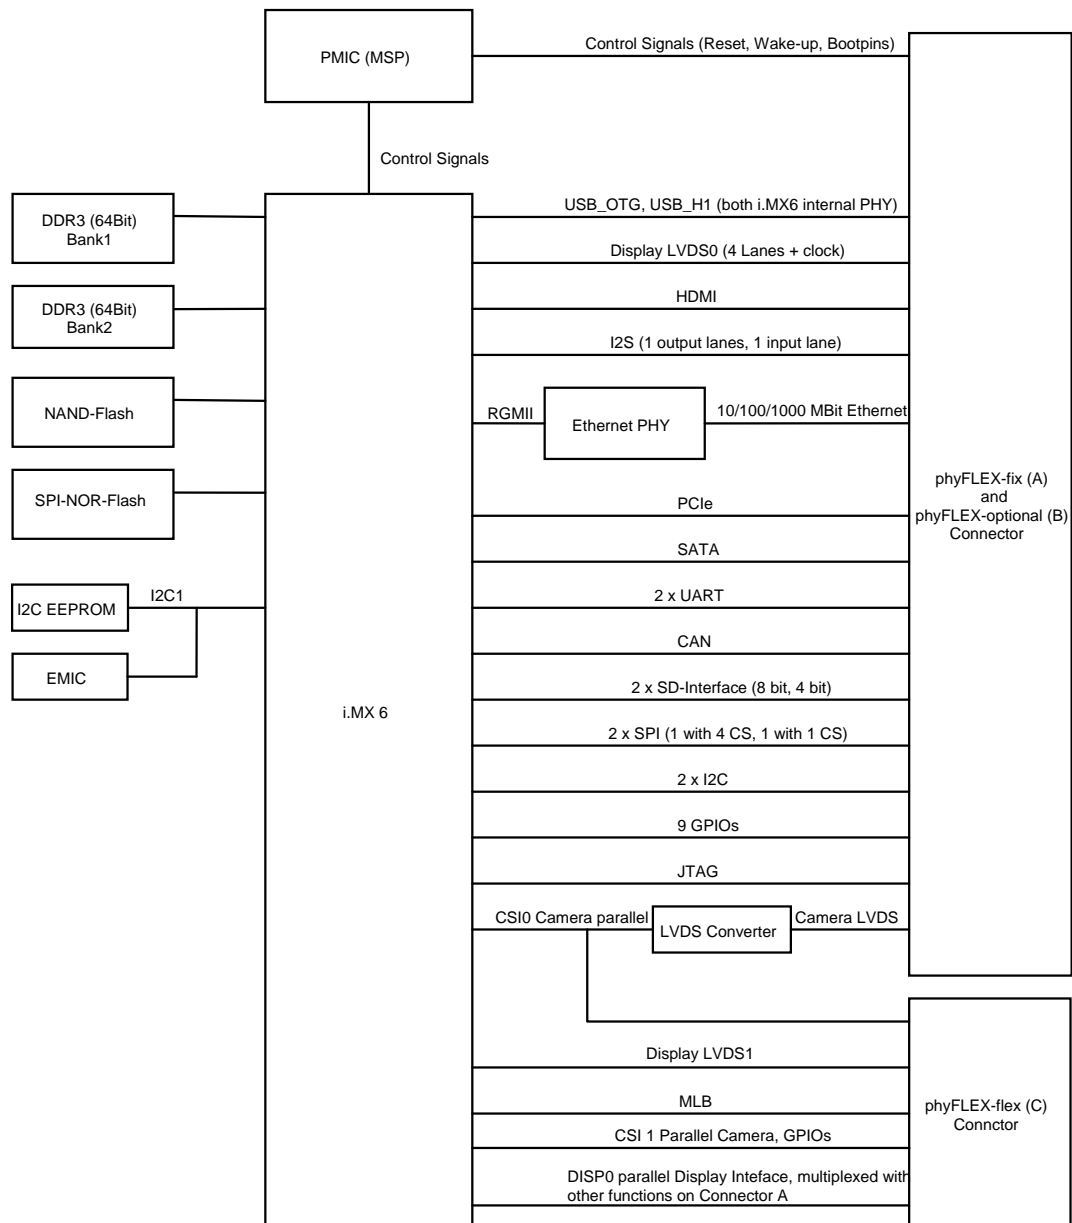 PMIC (MSP)
Control Signals (Reset, Wake-up, Bootpins)
Control Signals
DDR3 (64Bit)
Bank1
USB_OTG, USB_H1 (both i.MX6 internal PHY)
Display LVDS0 (4 Lanes + clock)
DDR3 (64Bit)
Bank2
HDMI
I2S (1 output lanes, 1 input lane)
NAND-Flash
RGMII
Ethernet PHY
10/100/1000 MBit Ethernet
SPI-NOR-Flash
phyFLEX-fix (A)
and
phyFLEX-optional (B)
Connector
PCIe
SATA
I2C EEPROM
I2C1
2 x UART
CAN
EMIC
2 x SD-Interface (8 bit, 4 bit)
i.MX 6
2 x SPI (1 with 4 CS, 1 with 1 CS)
2 x I2C
9 GPIOs
JTAG
CSI0 Camera parallel
LVDS Converter
Camera LVDS
Display LVDS1
MLB
phyFLEX-flex (C)
Connctor
CSI 1 Parallel Camera, GPIOs
DISP0 parallel Display Inteface, multiplexed with
other functions on Connector A